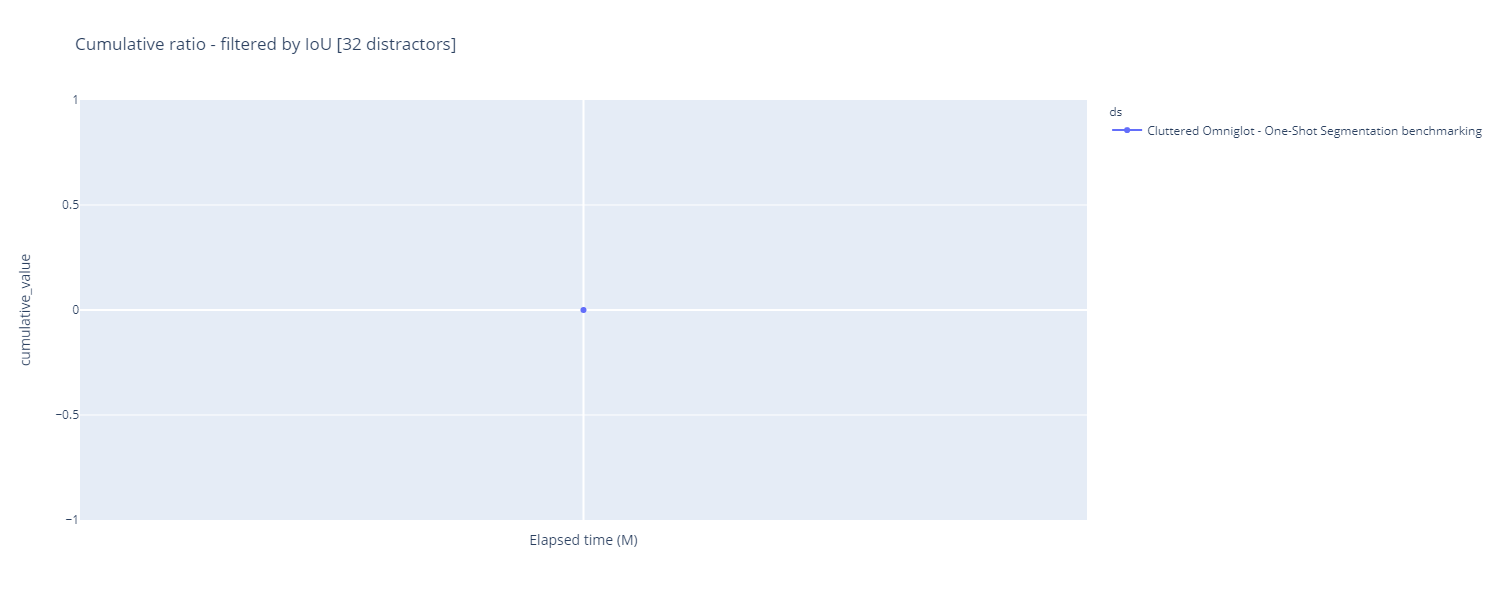 Cumulative ratio - filtered by IoU [32 distractors]
1
0.5
0
−0.5
−1
cumulative_value
Elapsed time (M)
ds
Cluttered Omniglot - One-Shot Segmentation benchmarking